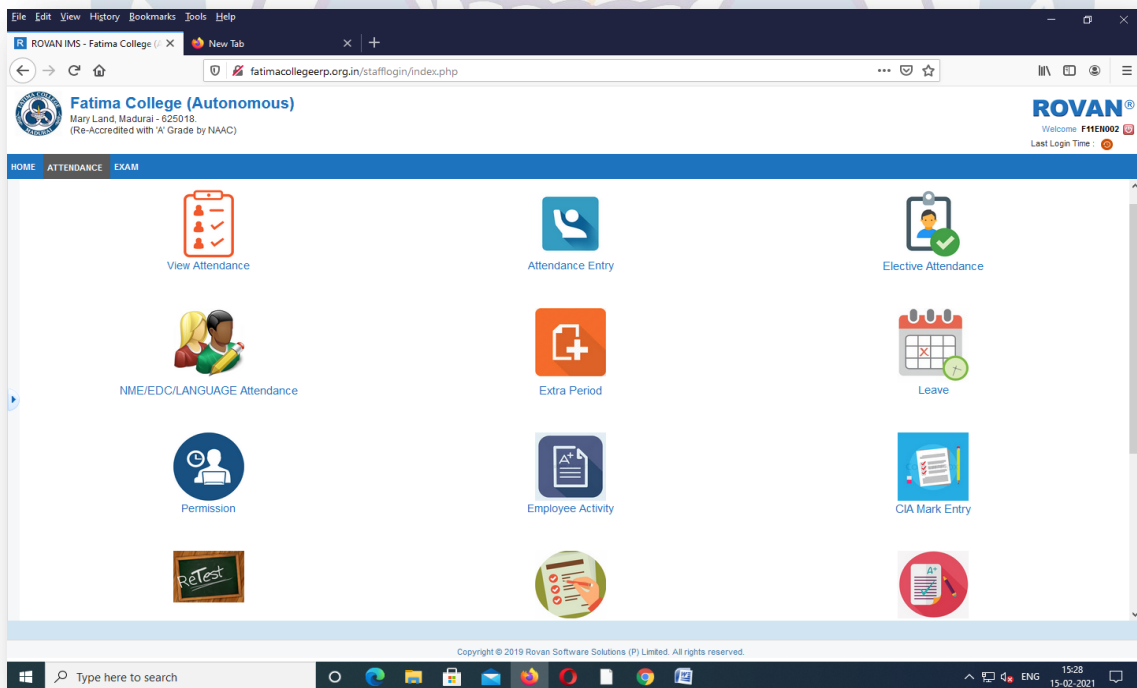 File Edit View History Bookmarks Tools Help
ROVAN IMS - Fatima College (A
New Tab
fatimacollegeerp.org.in/stafflogin/index.php
Fatima College (Autonomous)
Mary Land, Madurai - 625018.
(Re-Accredited with 'A' Grade by NAAC)
ROVAN®
Welcome F11EN002
Last Login Time :
HOME ATTENDANCE EXAM
View Attendance
Attendance Entry
Elective Attendance
NME/EDC/LANGUAGE Attendance
Extra Period
Leave
Permission
A+
Employee Activity
CIA Mark Entry
ReTest
A+
Copyright © 2019 Rovan Software Solutions (P) Limited. All rights reserved.
Type here to search
ENG
15:28
15-02-2021